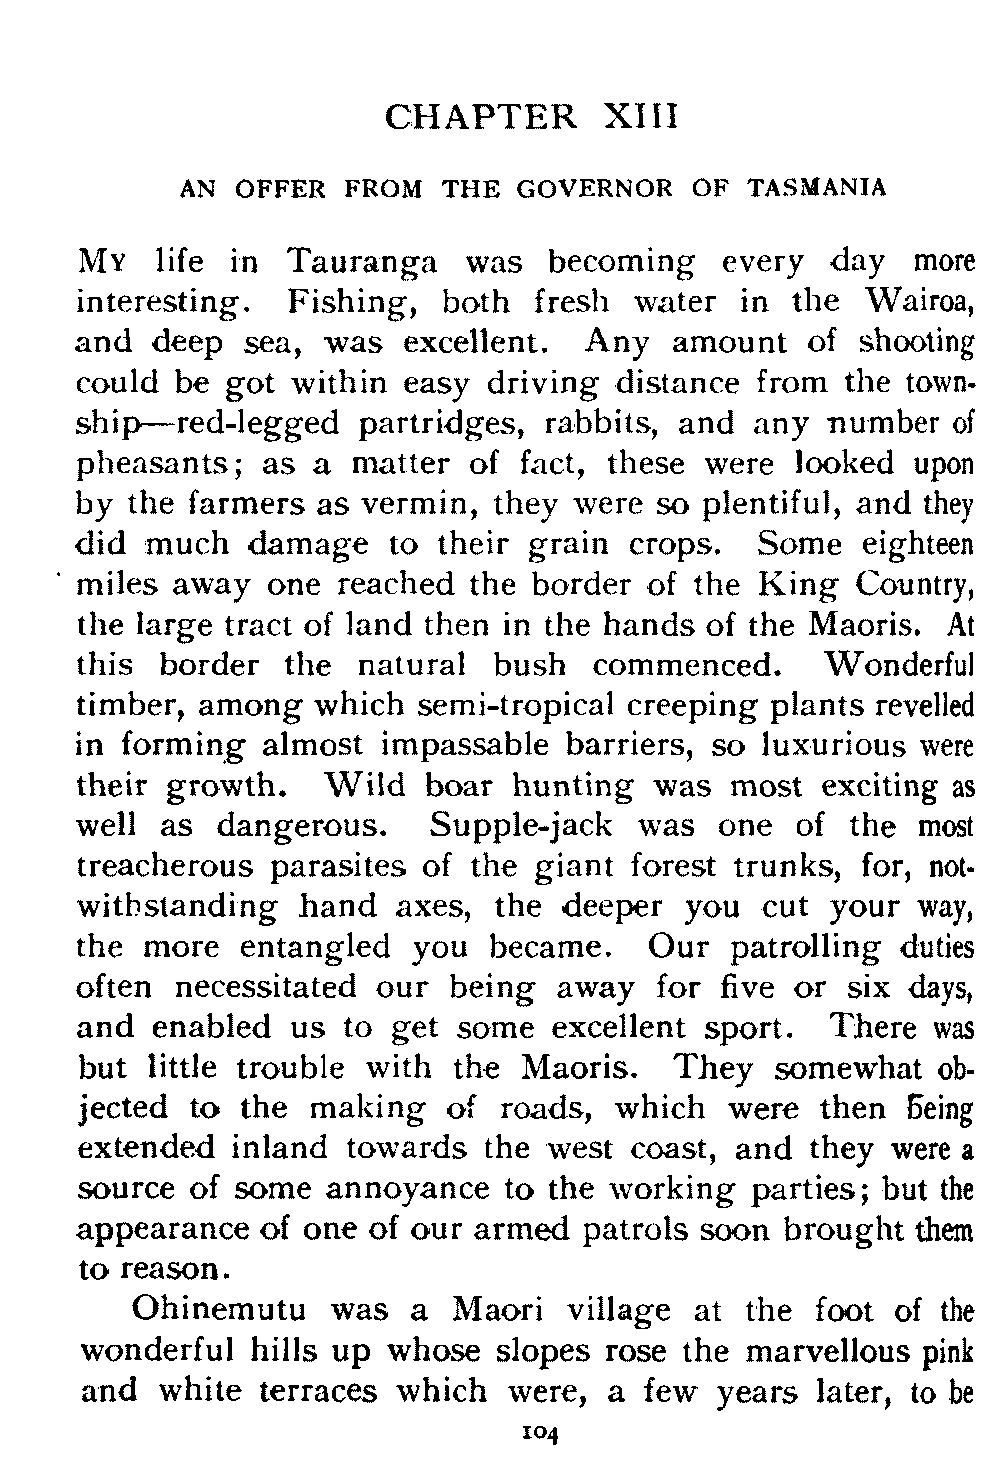 CHAPTER XIII
AN OFFER FROM THE GOVERNOR OF TASMANIA
MY life in Tauranga was becoming every day more
interesting. Fishing, both fresh water in the Wairoa,
and deep sea, was excellent. Any amount of shooting
could be got within easy driving distance from the town-
ship—red-legged partridges, rabbits, and any number of
pheasants; as a matter of fact, these were looked upon
by the farmers as vermin, they were so plentiful, and they
did much damage to their grain crops. Some eighteen
miles away one reached the border of the King Country,
the large tract of land then in the hands of the Maoris. At
this border the natural bush commenced. Wonderful
timber, among which semi-tropical creeping plants revelled
in forming almost impassable barriers, so luxurious were
their growth. Wild boar hunting was most exciting as
well as dangerous. Supple-jack was one of the most
treacherous parasites of the giant forest trunks, for, not-
withstanding hand axes, the deeper you cut your way,
the more entangled you became. Our patrolling duties
often necessitated our being away for five or six days,
and enabled us to get some excellent sport. There was
but little trouble with the Maoris. They somewhat ob-
jected to the making of roads, which were then being
extended inland towards the west coast, and they were a
source of some annoyance to the working parties; but the
appearance of one of our armed patrols soon brought them
to reason.
Ohinemutu was a Maori village at the foot of the
wonderful hills up whose slopes rose the marvellous pink
and white terraces which were, a few years later, to be
104